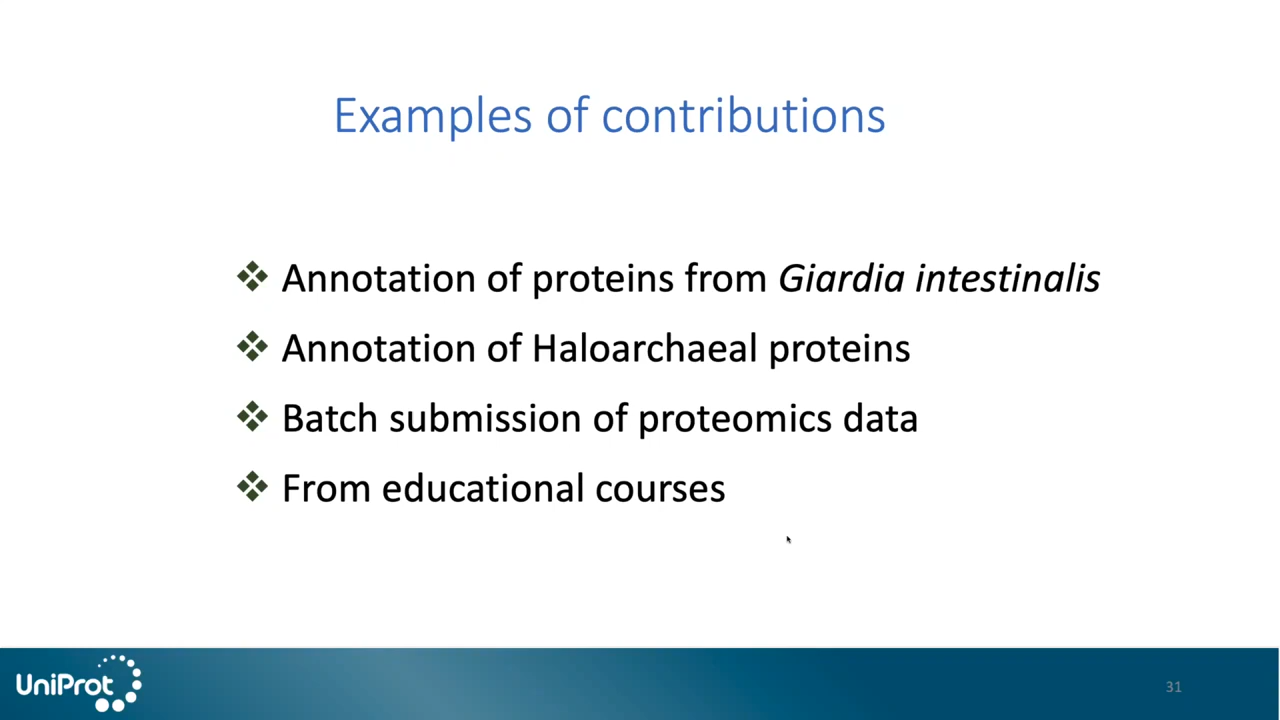 Examples of contributions
Annotation of proteins from Giardia intestinalis
Annotation of Haloarchaeal proteins
Batch submission of proteomics data
From educational courses
UniProt
31